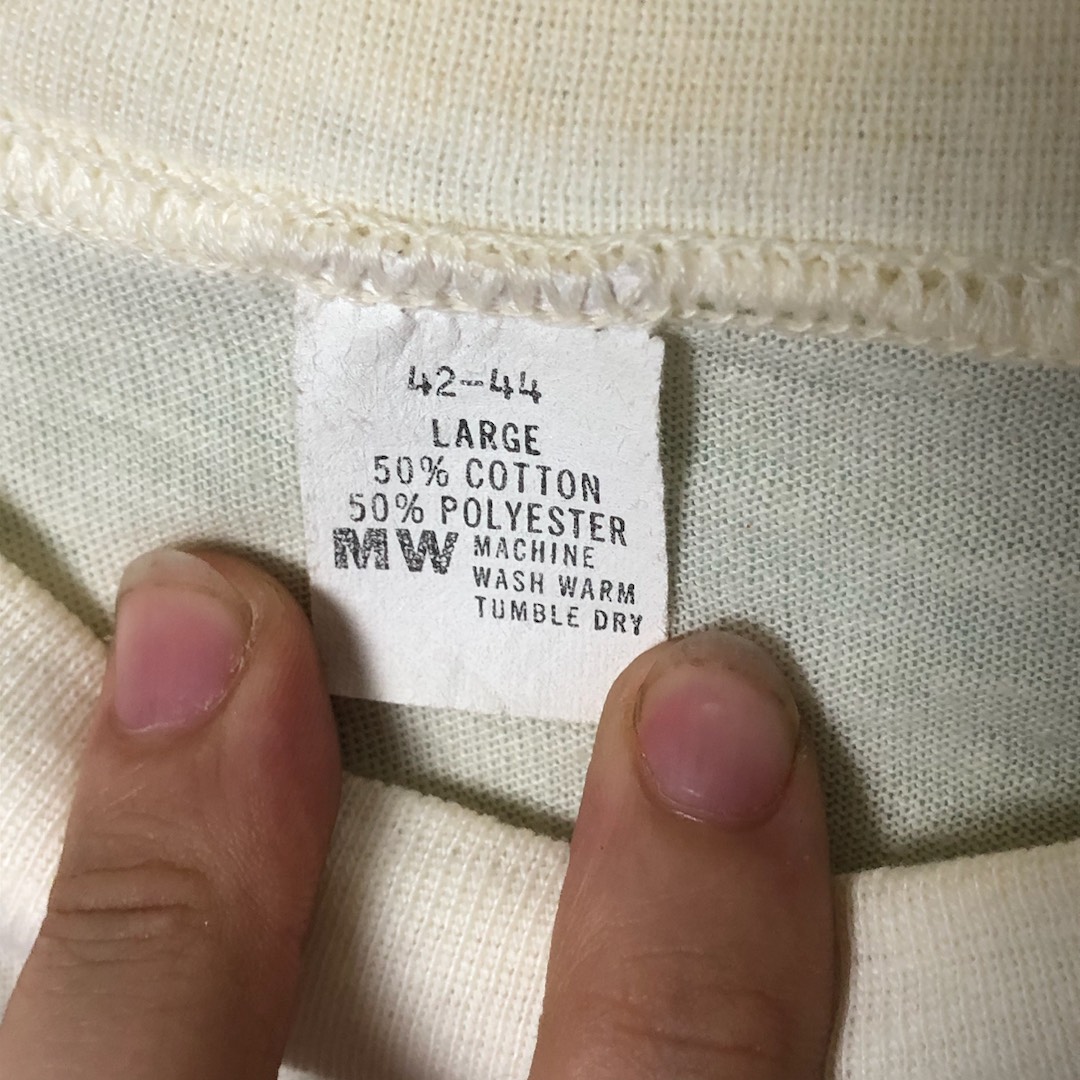 42-44
LARGE
50% COTTON
50% POLYESTER
MW MACHINE
WASH WARM
TUMBLE DRY